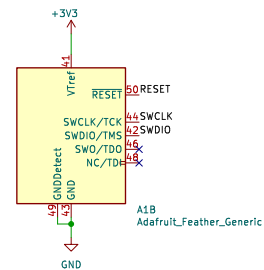 +3V3
41
VTref
RESET 50 RESET
SWCLK/TCK 44 SWCLK
SWDIO/TMS 42 SWDIO
SWO/TDO 46
NC/TDI 48
GNDDetect
GND
49
43
A1B
Adafruit_Feather_Generic
GND